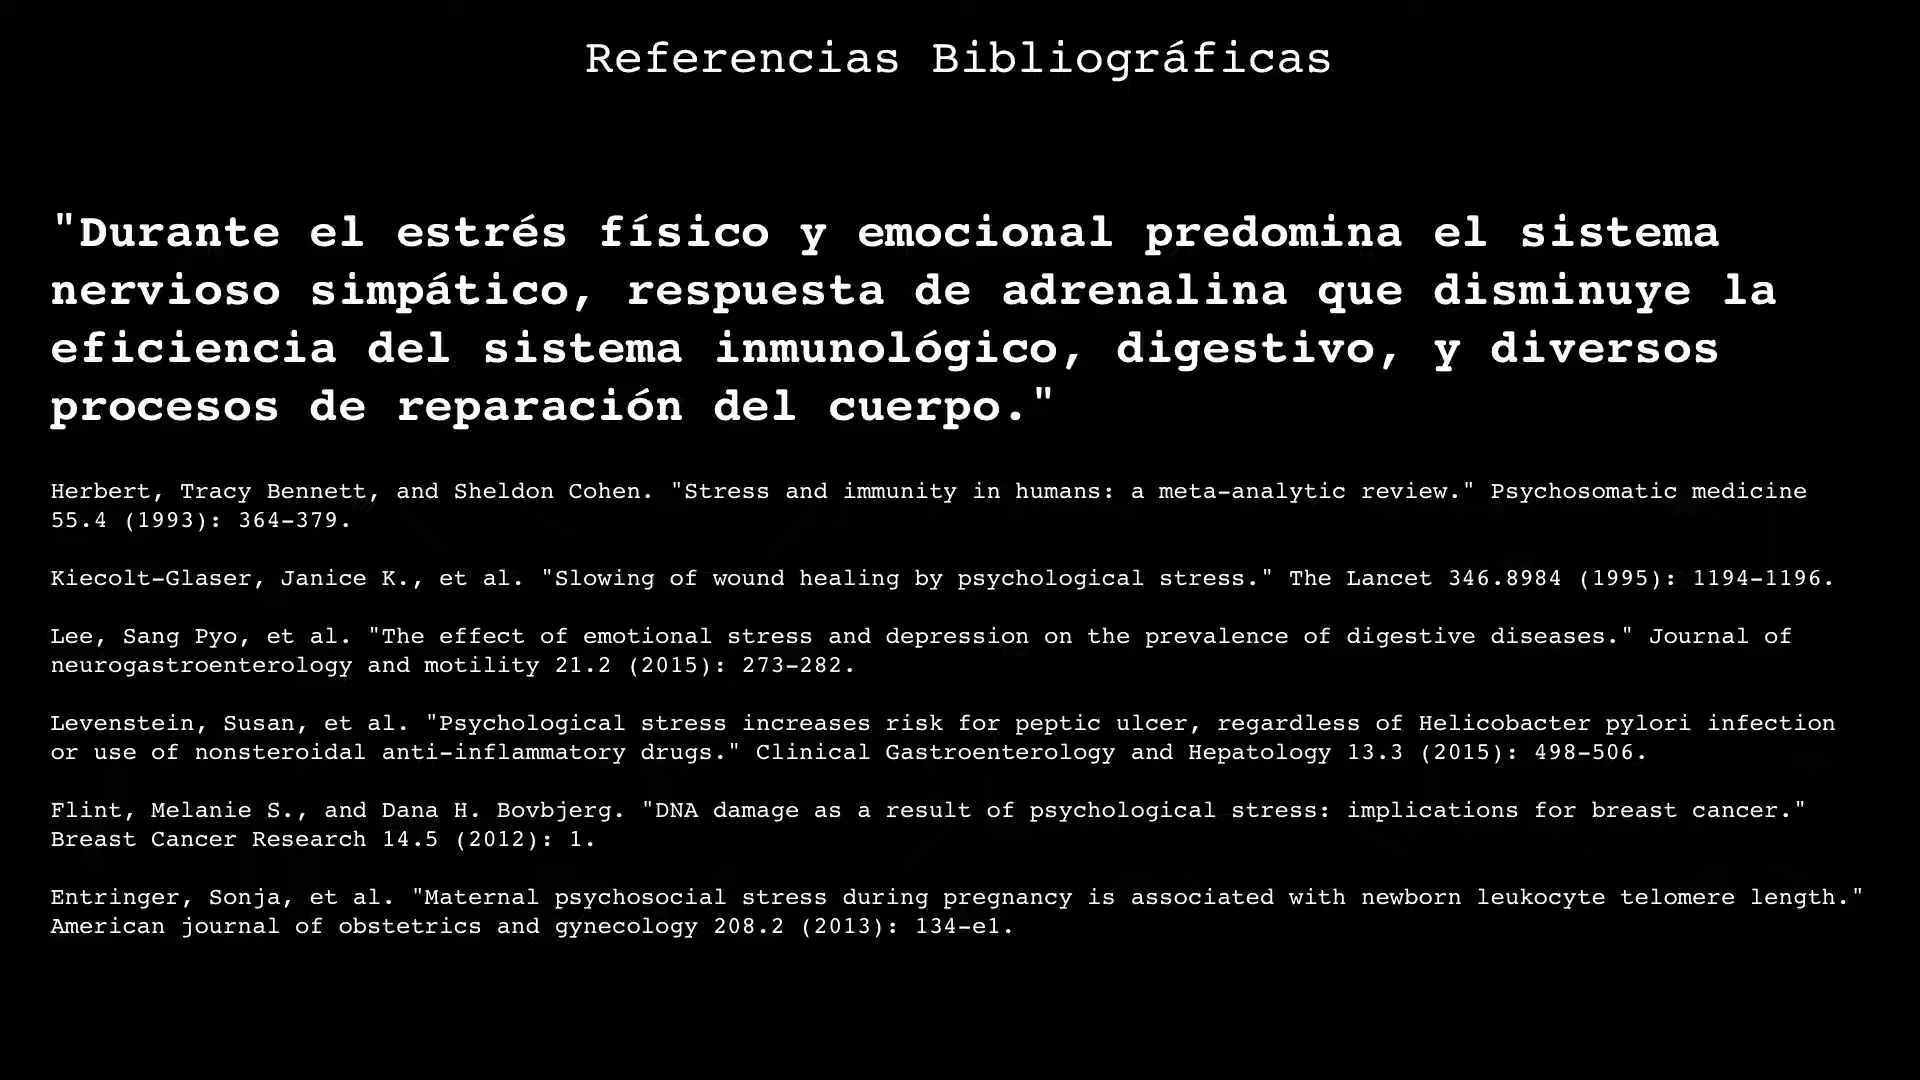 Referencias Bibliográficas
"Durante el estrés físico y emocional predomina el sistema
nervioso simpático, respuesta de adrenalina que disminuye la
eficiencia del sistema inmunológico, digestivo, y diversos
procesos de reparación del cuerpo."
Herbert, Tracy Bennett, and Sheldon Cohen. "Stress and immunity in humans: a meta-analytic review." Psychosomatic medicine
55.4 (1993): 364-379.
Kiecolt-Glaser, Janice K., et al. "Slowing of wound healing by psychological stress." The Lancet 346.8984 (1995): 1194-1196.
Lee, Sang Pyo, et al. "The effect of emotional stress and depression on the prevalence of digestive diseases." Journal of
neurogastroenterology and motility 21.2 (2015): 273-282.
Levenstein, Susan, et al. "Psychological stress increases risk for peptic ulcer, regardless of Helicobacter pylori infection
or use of nonsteroidal anti-inflammatory drugs." Clinical Gastroenterology and Hepatology 13.3 (2015): 498-506.
Flint, Melanie S., and Dana H. Bovbjerg. "DNA damage as a result of psychological stress: implications for breast cancer."
Breast Cancer Research 14.5 (2012): 1.
Entringer, Sonja, et al. "Maternal psychosocial stress during pregnancy is associated with newborn leukocyte telomere length."
American journal of obstetrics and gynecology 208.2 (2013): 134-e1.